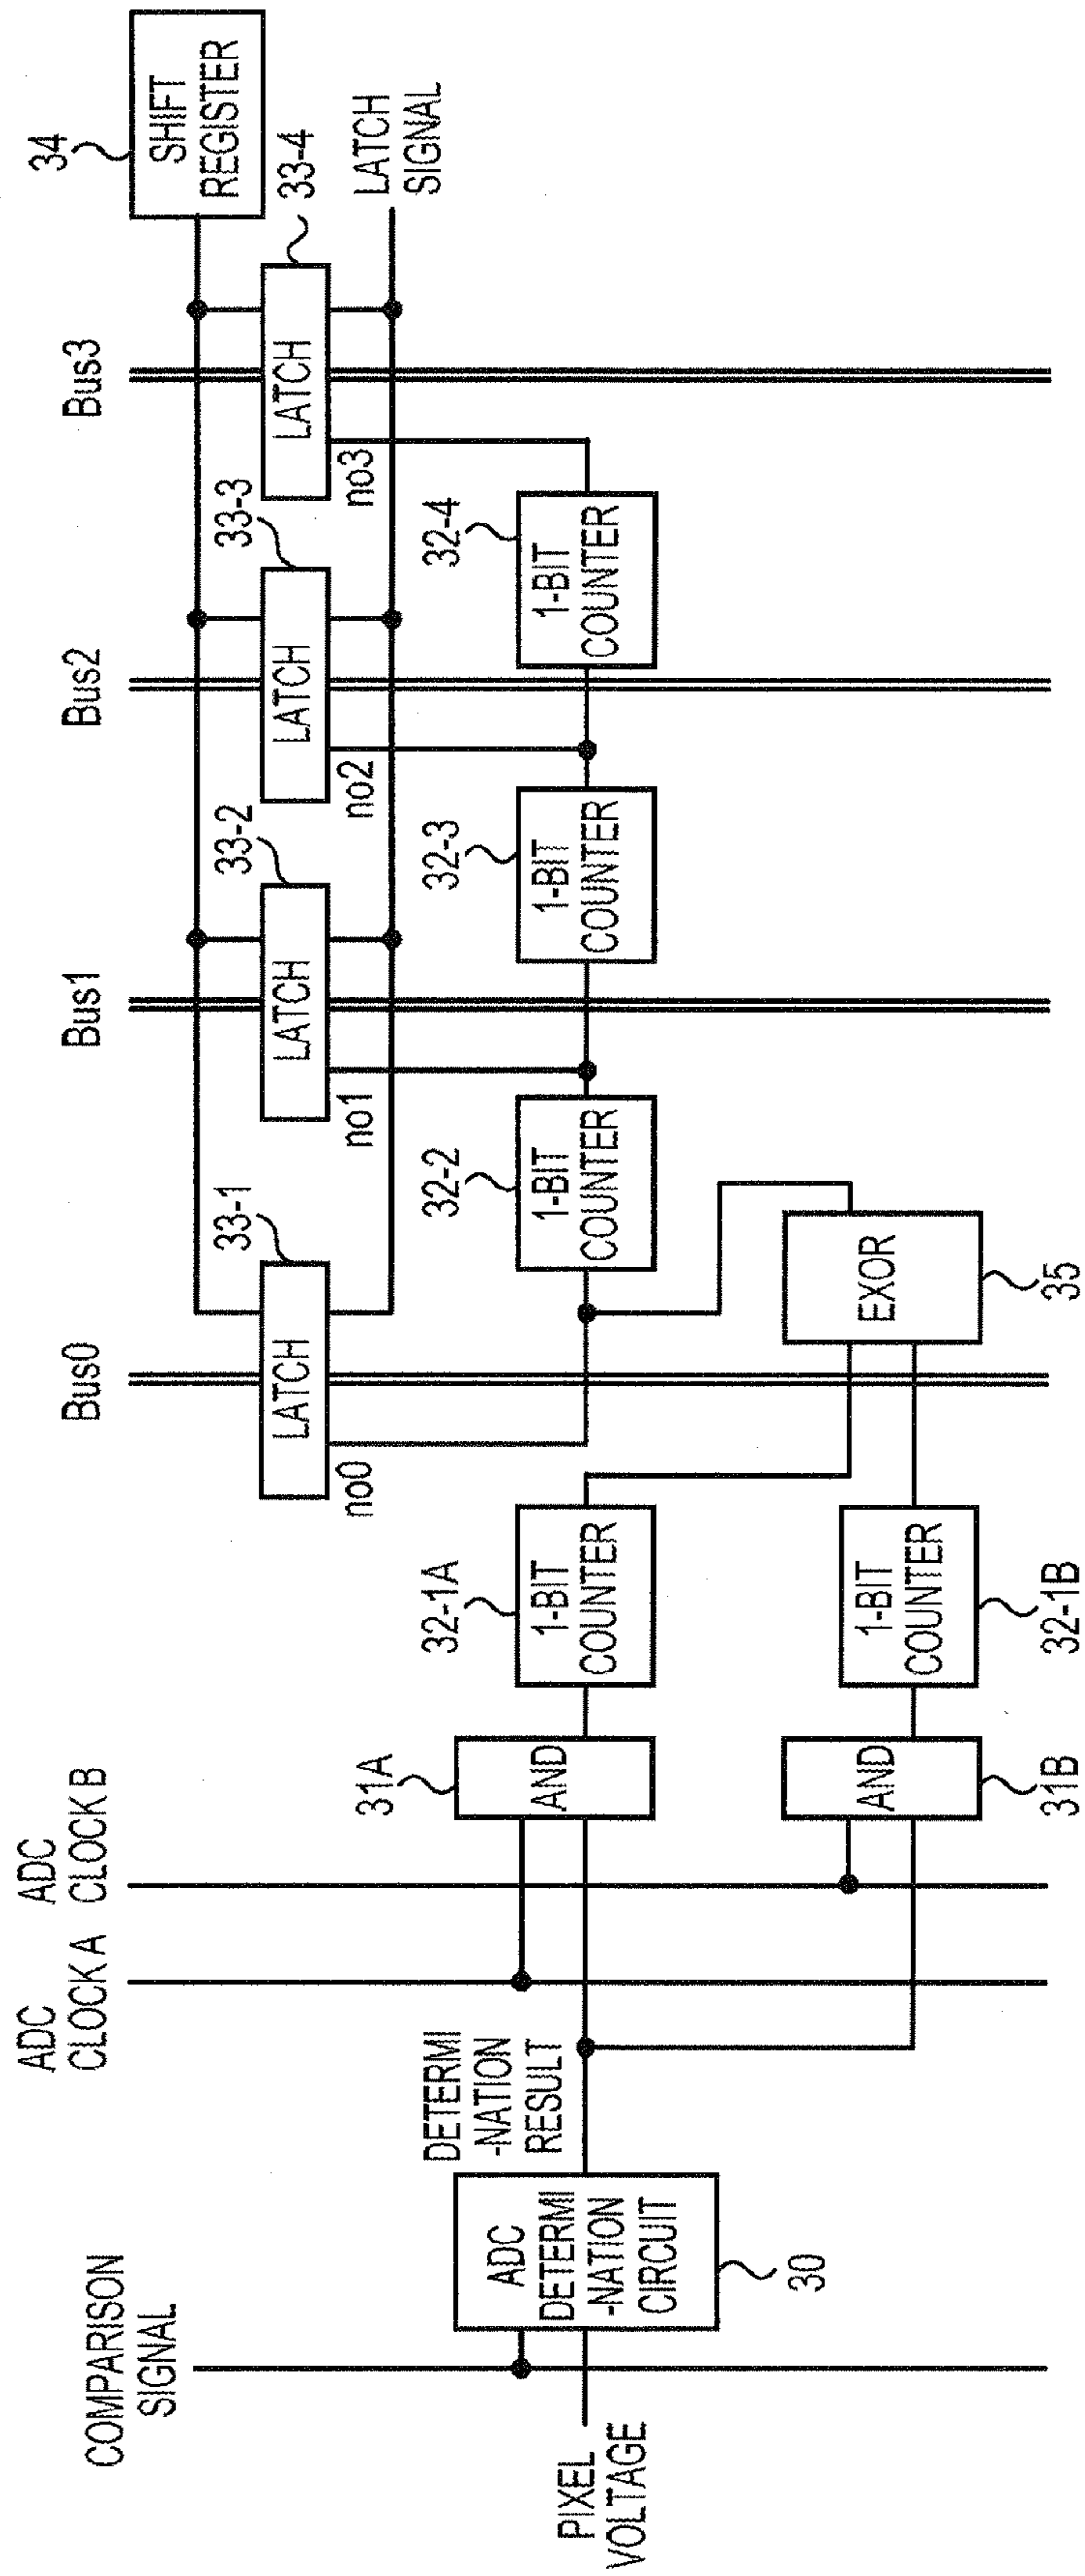 COMPARISON
SIGNAL
PIXEL
VOLTAGE
ADC
DETERMI
-NATION
CIRCUIT
30
DETERMI
-NATION
RESULT
ADC
CLOCK A
ADC
CLOCK B
31A
AND
31B
AND
32-1A
1-BIT
COUNTER
32-1B
1-BIT
COUNTER
EXOR
35
Bus0
33-1
LATCH
no0
32-2
1-BIT
COUNTER
Bus1
33-2
LATCH
no1
32-3
1-BIT
COUNTER
Bus2
33-3
LATCH
no2
32-4
1-BIT
COUNTER
Bus3
33-4
LATCH
no3
34
SHIFT
REGISTER
LATCH
SIGNAL